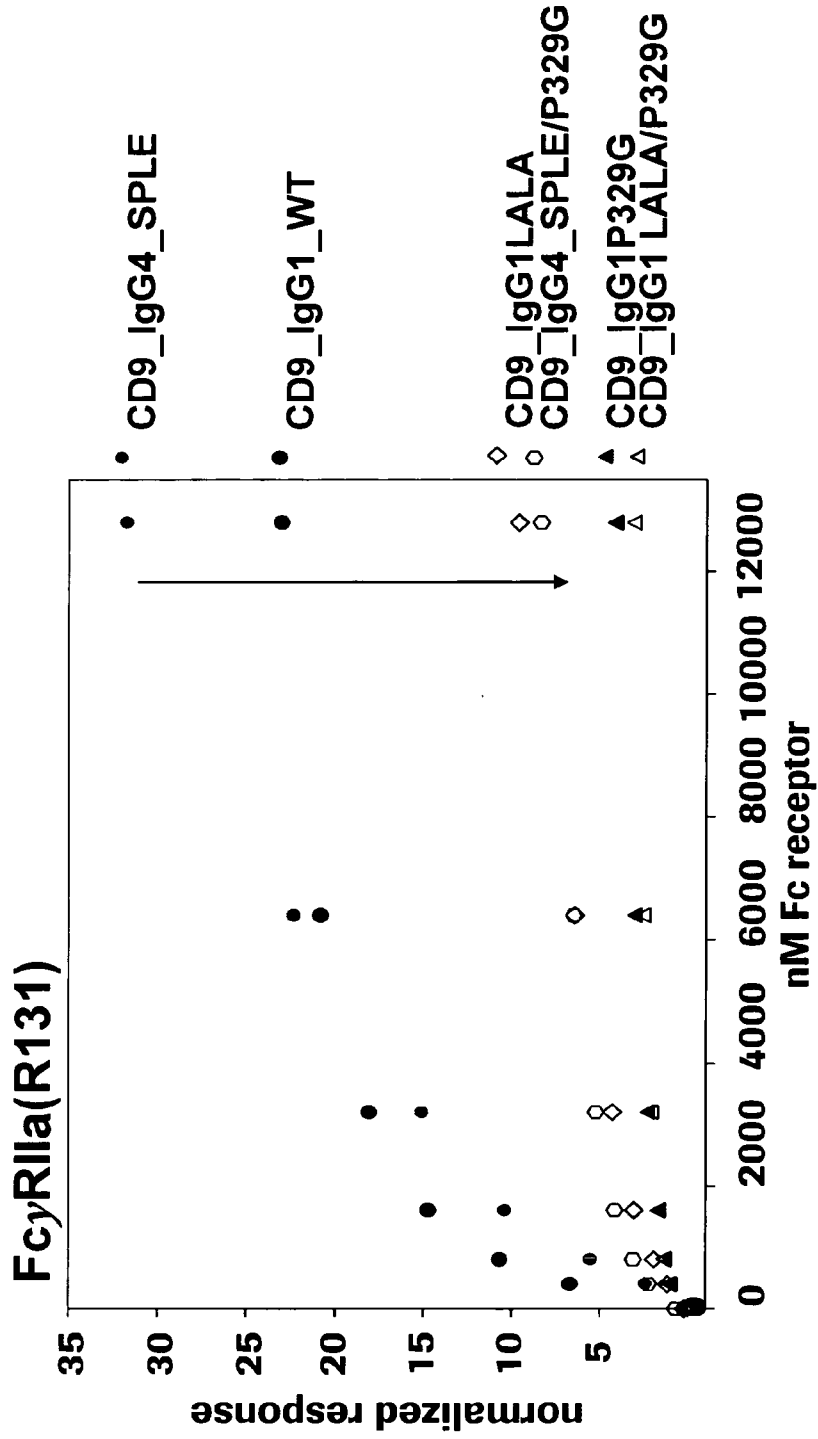 FcγRIIa(R131)
normalized response
35
30
25
20
15
10
5
0
2000
4000
6000
8000
10000
12000
nM Fc receptor
CD9_IgG4_SPLE
CD9_IgG1_WT
CD9_IgG1LALA
CD9_IgG4_SPLE/P329G
CD9_IgG1P329G
CD9_IgG1 LALA/P329G